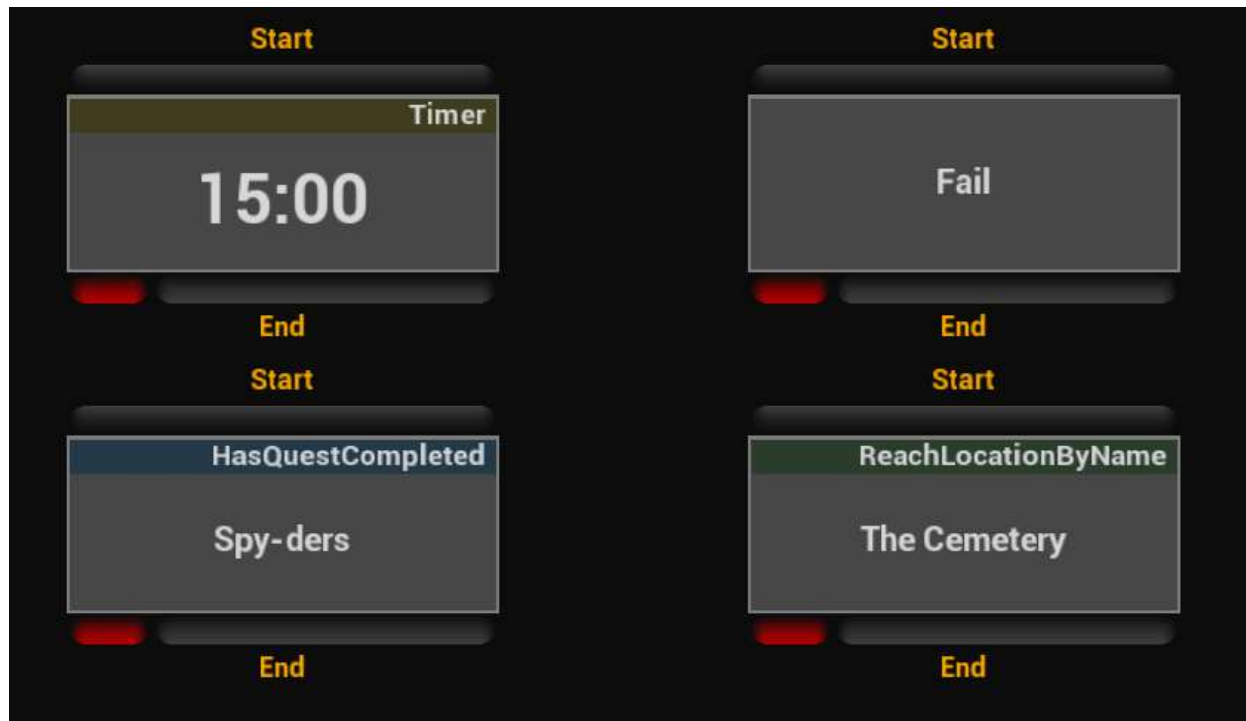 Start
Start
Timer
15:00
Fail
End
End
Start
Start
HasQuestCompleted
ReachLocationByName
Spy-ders
The Cemetery
End
End